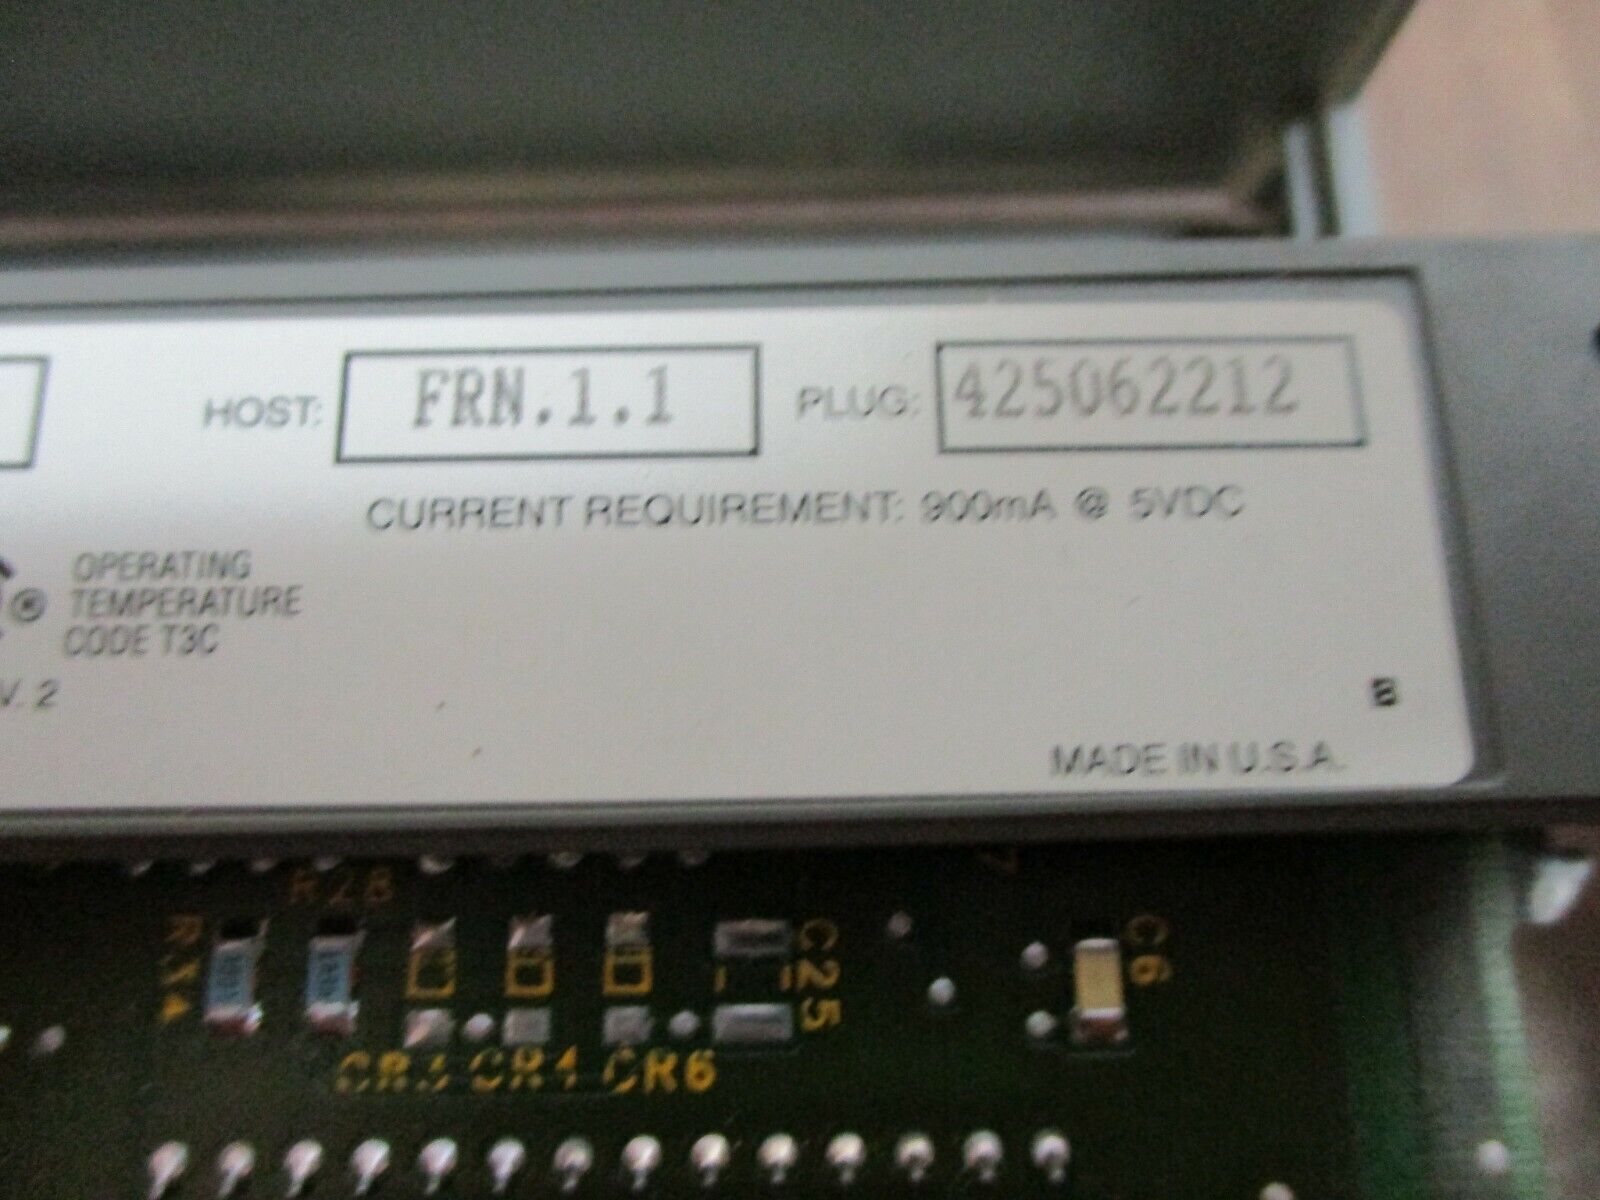 HOST: FRN.1.1 PLUG: 425062212
CURRENT REQUIREMENT: 900mA @ 5VDC
OPERATING
® TEMPERATURE
CODE T3C
V. 2
B
MADE IN U.S.A.
R28
C25
C6
CR3 CR4 CR6